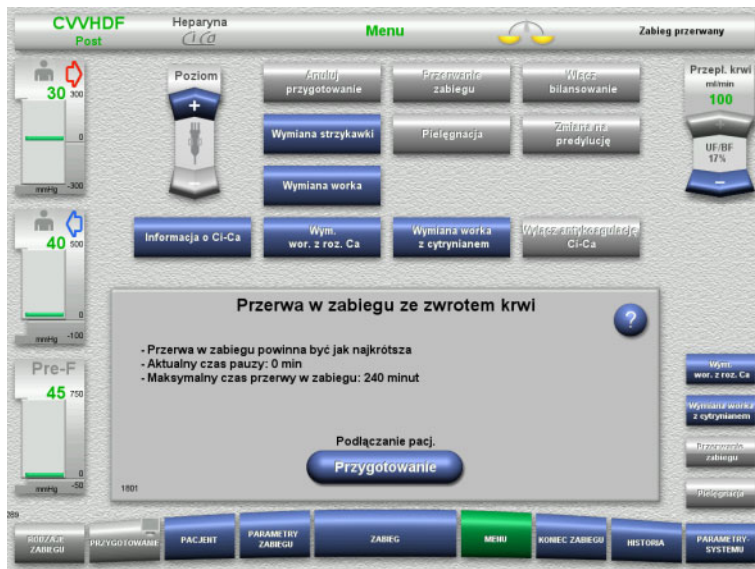 CVVHDF
Post
Heparyna
Ci Ca
Menu
Zabieg przerwany
30
300
0
-300
mmHg
Poziom
+
Anuluj
przygotowanie
Przerwanie
zabiegu
Włącz
bilansowanie
Wymiana strzykawki
Pielęgnacja
Zmiana na
predylucję
Wymiana worka
Przepł. krwi
ml/min
100
+
UF/BF
17%
-
40
500
0
-100
mmHg
Informacja o Ci-Ca
Wym.
wor. z roz. Ca
Wymiana worka
z cytrynianem
Wyłącz antykoagulację
Ci-Ca
Przerwa w zabiegu ze zwrotem krwi
?
- Przerwa w zabiegu powinna być jak najkrótsza
- Aktualny czas pauzy: 0 min
- Maksymalny czas przerwy w zabiegu: 240 minut
Podłączanie pacj.
Przygotowanie
1801
Pre-F
45
750
0
-50
mmHg
Wym.
wor. z roz. Ca
Wymiana worka
z cytrynianem
Przerwanie
zabiegu
Pielęgnacja
289
RODZAJE
ZABIEGU
PRZYGOTOWANIE
PACJENT
PARAMETRY
ZABIEGU
ZABIEG
MENU
KONIEC ZABIEGU
HISTORIA
PARAMETRY-
SYSTEMU